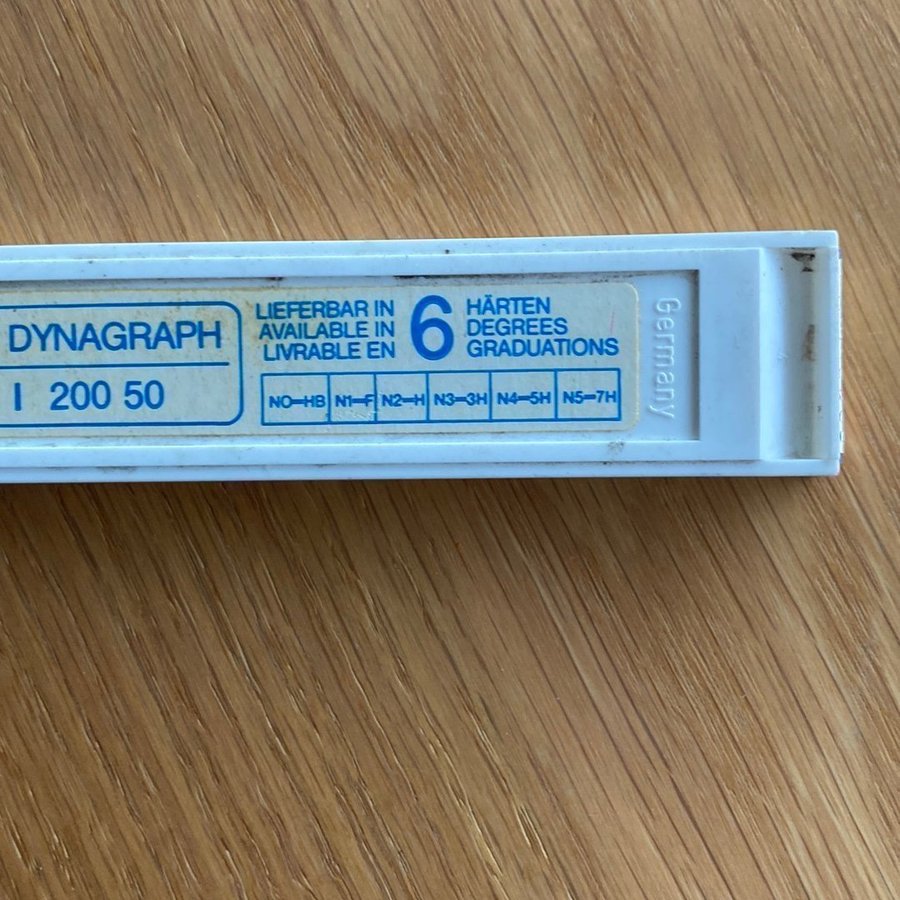 DYNAGRAPH
I 200 50
LIEFERBAR IN
AVAILABLE IN
LIVRABLE EN
6
HÄRTEN
DEGREES
GRADUATIONS
NO–HB N1–F N2–H N3–3H N4–5H N5–7H
Germany